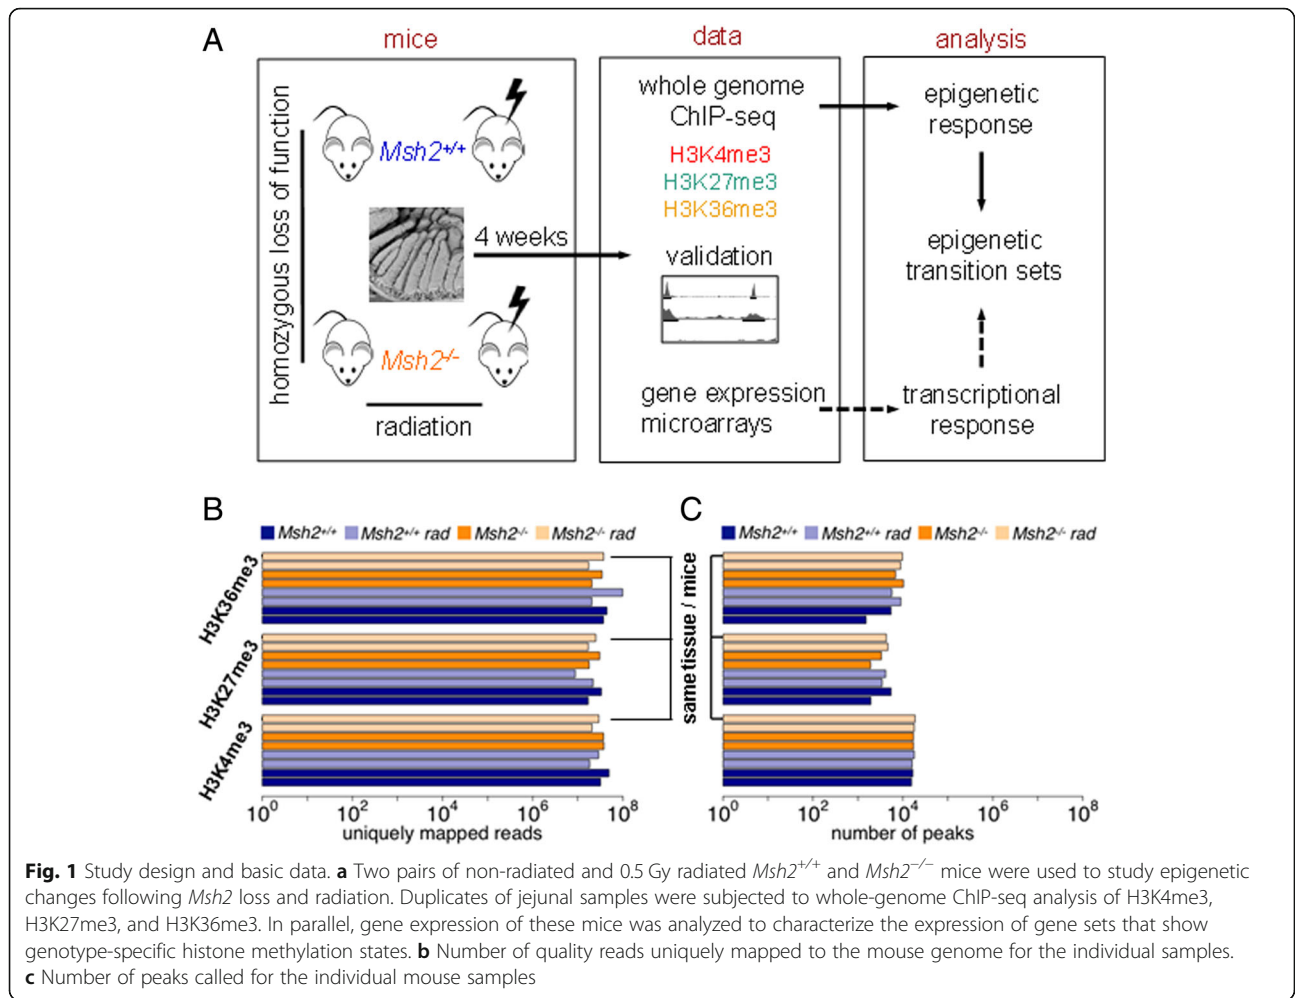 A
mice
data
analysis
homozygous loss of function
Msh2+/+
4 weeks
Msh2-/-
radiation
whole genome
ChIP-seq
H3K4me3
H3K27me3
H3K36me3
validation
gene expression
microarrays
epigenetic
response
epigenetic
transition sets
transcriptional
response
B
Msh2+/+ Msh2+/+ rad Msh2-/- Msh2-/- rad
H3K36me3
H3K27me3
H3K4me3
10^0 10^2 10^4 10^6 10^8
uniquely mapped reads
same tissue / mice
C
Msh2+/+ Msh2+/+ rad Msh2-/- Msh2-/- rad
10^0 10^2 10^4 10^6 10^8
number of peaks
Fig. 1 Study design and basic data. a Two pairs of non-radiated and 0.5 Gy radiated Msh2+/+ and Msh2−/− mice were used to study epigenetic
changes following Msh2 loss and radiation. Duplicates of jejunal samples were subjected to whole-genome ChIP-seq analysis of H3K4me3,
H3K27me3, and H3K36me3. In parallel, gene expression of these mice was analyzed to characterize the expression of gene sets that show
genotype-specific histone methylation states. b Number of quality reads uniquely mapped to the mouse genome for the individual samples.
c Number of peaks called for the individual mouse samples